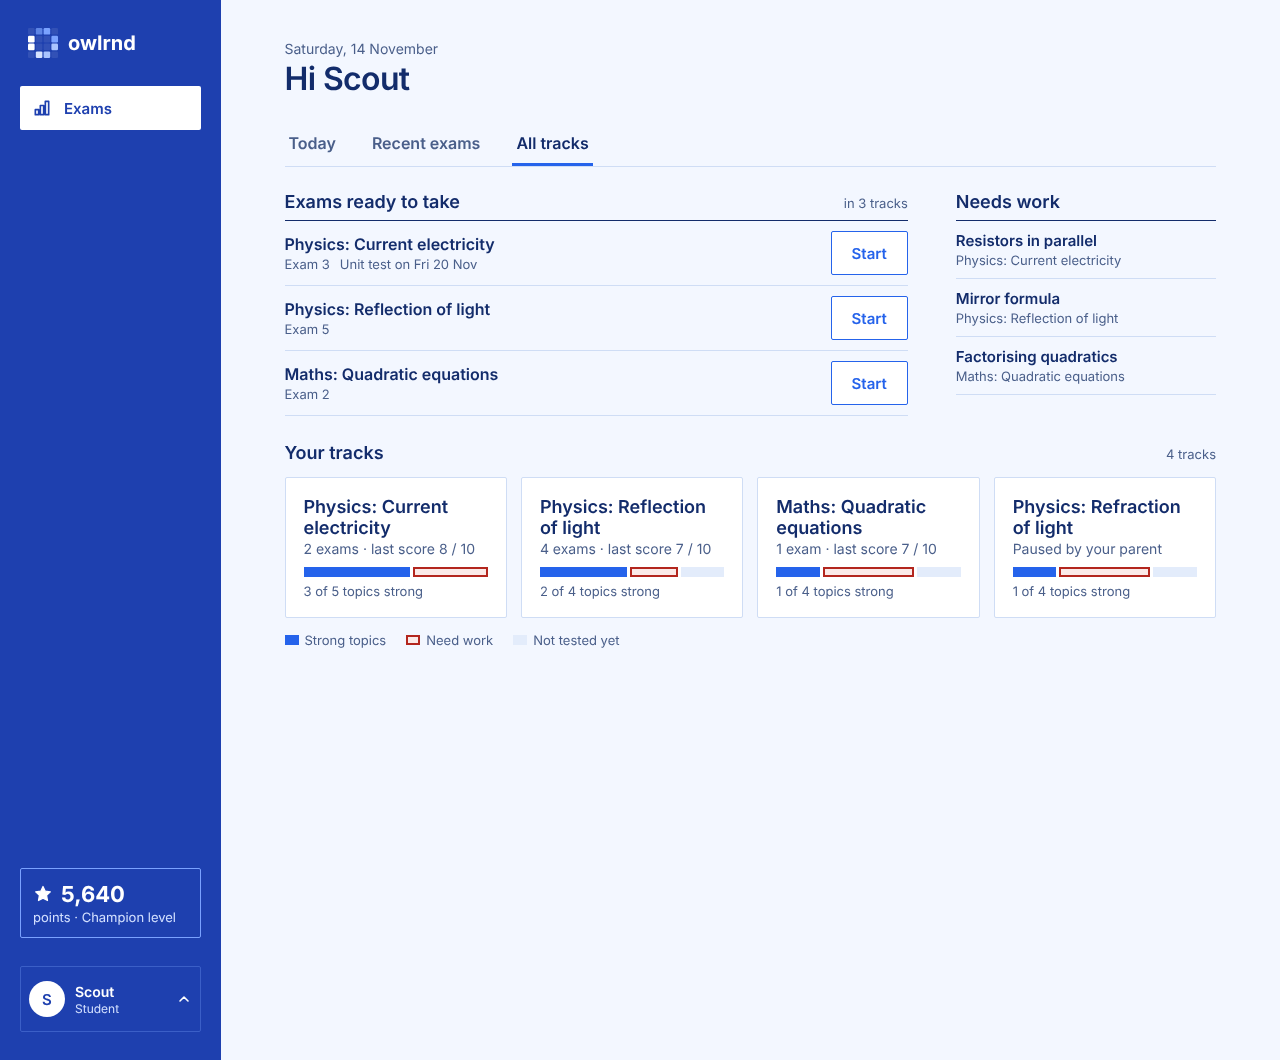 owlrnd
Exams
Saturday, 14 November
Hi Scout
Today
Recent exams
All tracks
Exams ready to take
in 3 tracks
Physics: Current electricity
Exam 3 Unit test on Fri 20 Nov
Start
Physics: Reflection of light
Exam 5
Start
Maths: Quadratic equations
Exam 2
Start
Needs work
Resistors in parallel
Physics: Current electricity
Mirror formula
Physics: Reflection of light
Factorising quadratics
Maths: Quadratic equations
Your tracks
4 tracks
Physics: Current
electricity
2 exams · last score 8 / 10
3 of 5 topics strong
Physics: Reflection
of light
4 exams · last score 7 / 10
2 of 4 topics strong
Maths: Quadratic
equations
1 exam · last score 7 / 10
1 of 4 topics strong
Physics: Refraction
of light
Paused by your parent
1 of 4 topics strong
Strong topics
Need work
Not tested yet
5,640
points · Champion level
S
Scout
Student